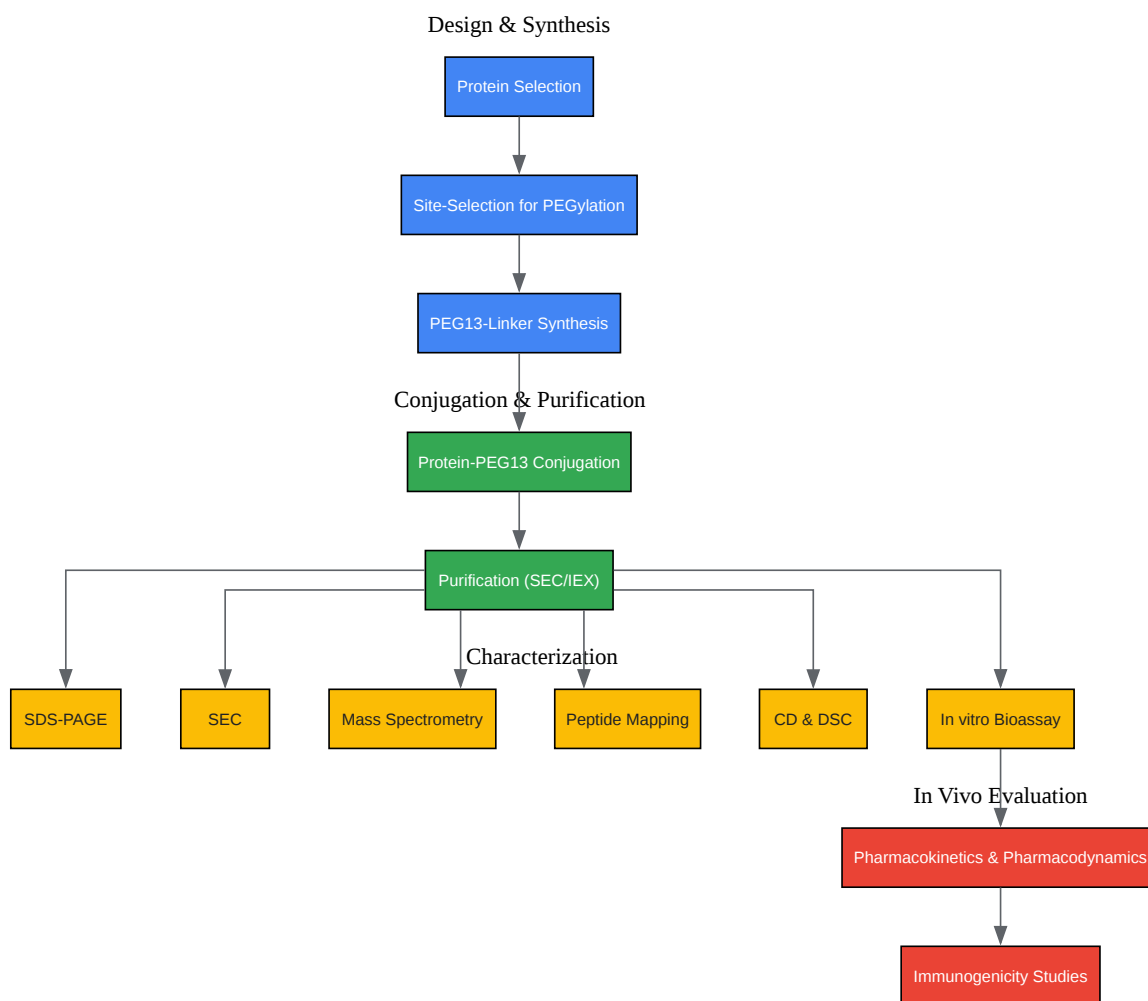 Design & Synthesis
Protein Selection
Site-Selection for PEGylation
PEG13-Linker Synthesis
Conjugation & Purification
Protein-PEG13 Conjugation
Purification (SEC/IEX)
Characterization
SDS-PAGE
SEC
Mass Spectrometry
Peptide Mapping
CD & DSC
In vitro Bioassay
In Vivo Evaluation
Pharmacokinetics & Pharmacodynamics
Immunogenicity Studies